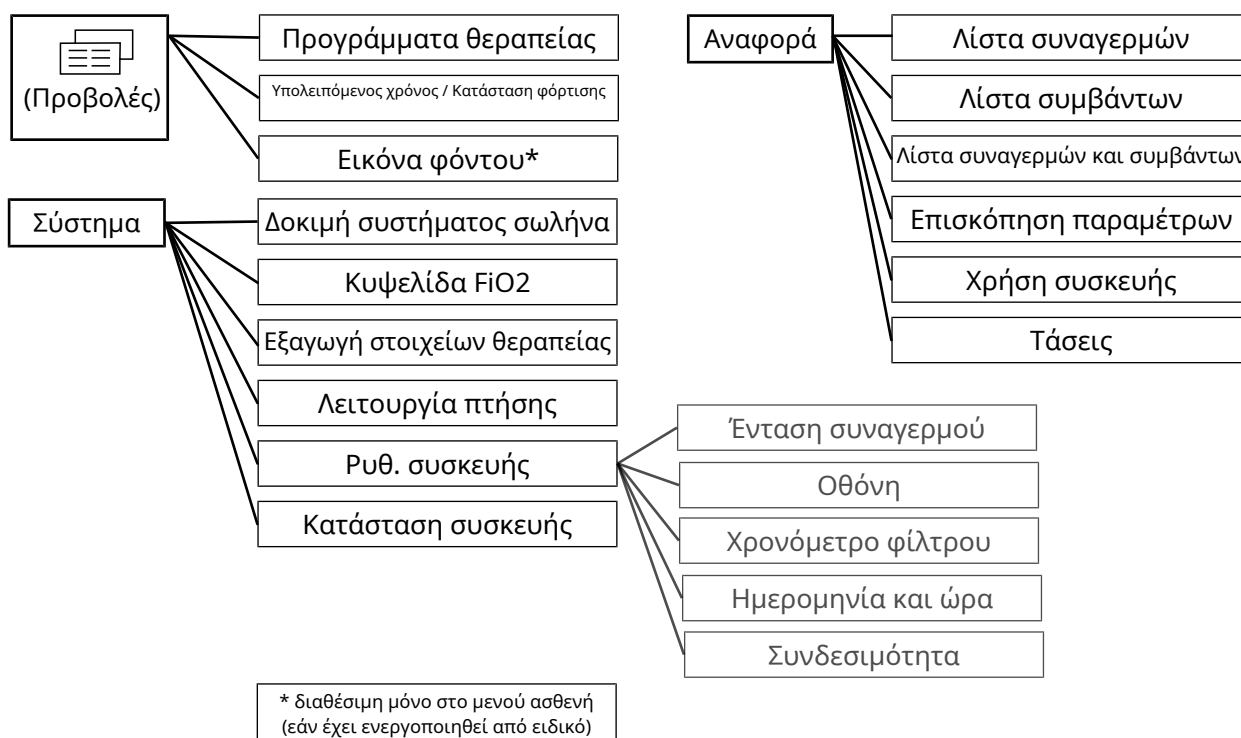 (Προβολές)
Προγράμματα θεραπείας
Υπολειπόμενος χρόνος / Κατάσταση φόρτισης
Εικόνα φόντου*
Σύστημα
Δοκιμή συστήματος σωλήνα
Κυψελίδα FiO2
Εξαγωγή στοιχείων θεραπείας
Λειτουργία πτήσης
Ρυθ. συσκευής
Κατάσταση συσκευής
Ένταση συναγερμού
Οθόνη
Χρονόμετρο φίλτρου
Ημερομηνία και ώρα
Συνδεσιμότητα
Αναφορά
Λίστα συναγερμών
Λίστα συμβάντων
Λίστα συναγερμών και συμβάντων
Επισκόπηση παραμέτρων
Χρήση συσκευής
Τάσεις
* διαθέσιμη μόνο στο μενού ασθενή
(εάν έχει ενεργοποιηθεί από ειδικό)